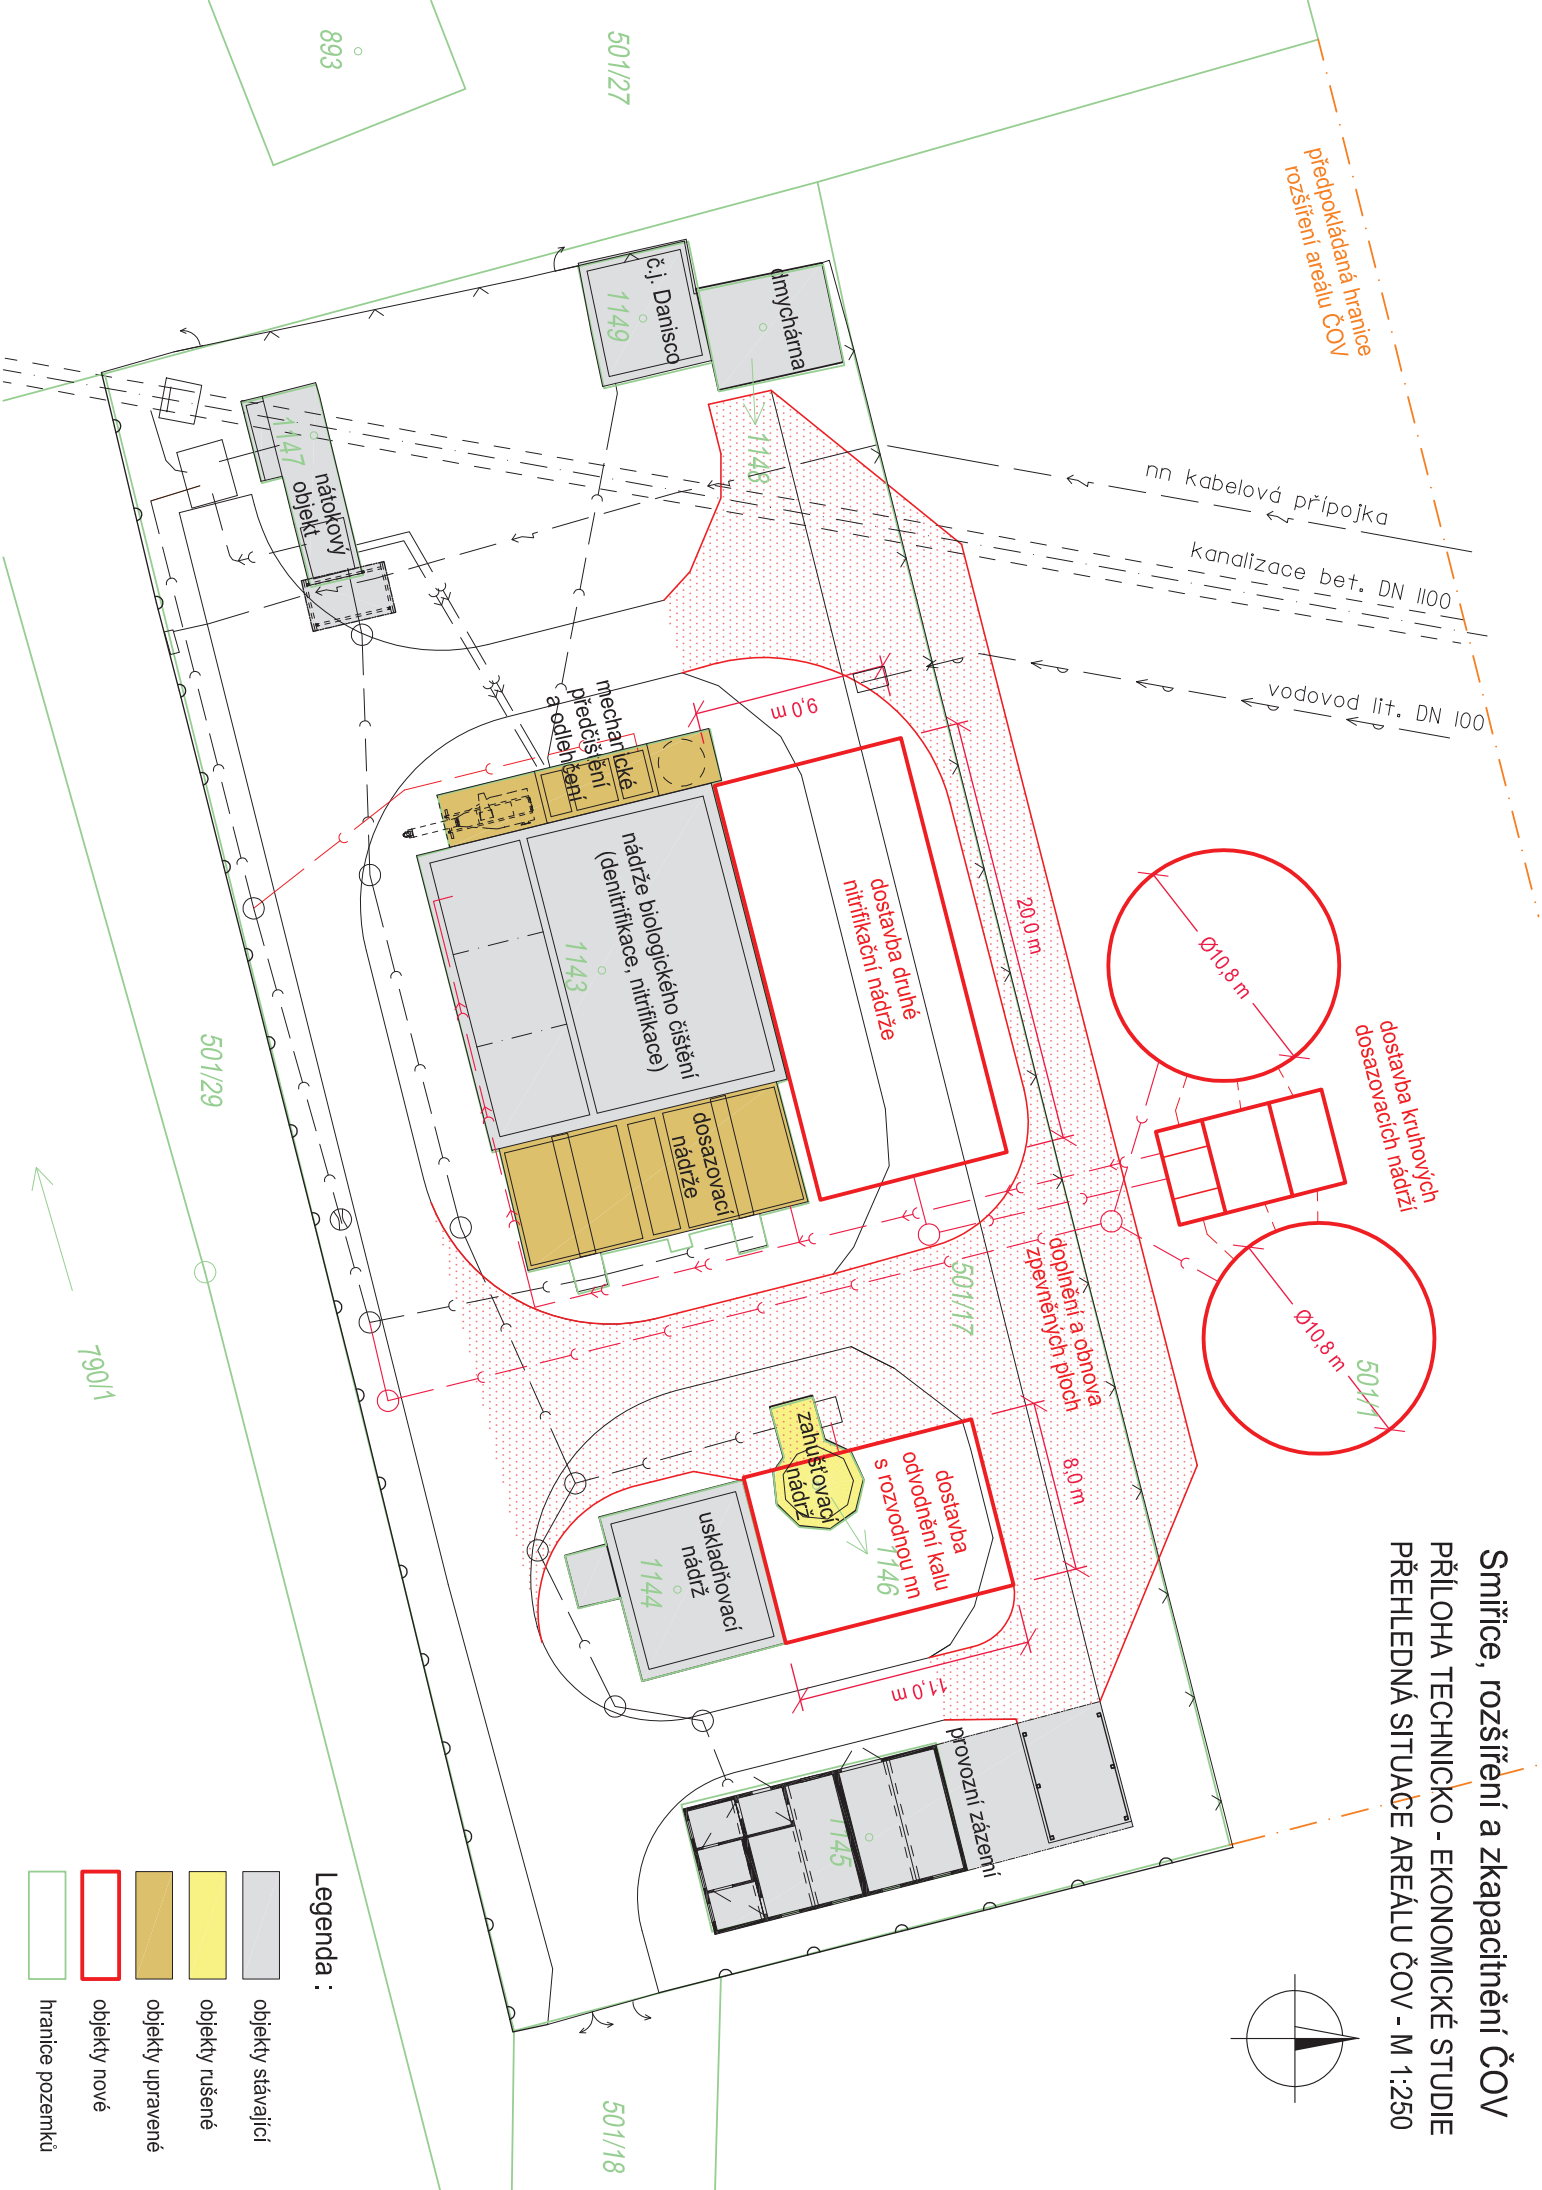 Smiřice, rozšíření a zkapacitnění ČOV
PŘÍLOHA TECHNICKO - EKONOMICKÉ STUDIE
PŘEHLEDNÁ SITUACE AREÁLU ČOV - M 1:250
předpokládaná hranice
rozšíření areálu ČOV
nn kabelová přípojka
kanalizace bet. DN 1100
vodovod lit. DN 100
893
501/27
č.j. Danisco
1149
dmychárna
1148
1147
nátokový
objekt
mechanické
předčištění
a odlehčení
9,0 m
nádrže biologického čištění
(denitrifikace, nitrifikace)
1143
dostavba druhé
nitrifikační nádrže
20,0 m
Ø10,8 m
dostavba kruhových
dosazovacích nádrží
Ø10,8 m
501/1
dosazovací
nádrže
501/17
doplnění a obnova
zpevněných ploch
501/29
790/1
zahušťovací
nádrž
dostavba
odvodnění kalu
s rozvodnou nn
1146
8,0 m
11,0 m
uskladňovací
nádrž
1144
provozní zázemí
1145
501/18
Legenda :
objekty stávající
objekty rušené
objekty upravené
objekty nové
hranice pozemků